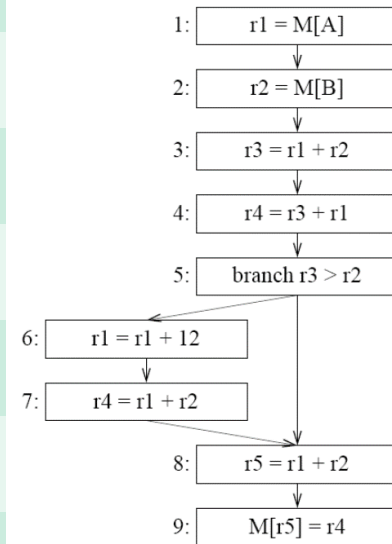 1: r1 = M[A]
2: r2 = M[B]
3: r3 = r1 + r2
4: r4 = r3 + r1
5: branch r3 > r2
6: r1 = r1 + 12
7: r4 = r1 + r2
8: r5 = r1 + r2
9: M[r5] = r4